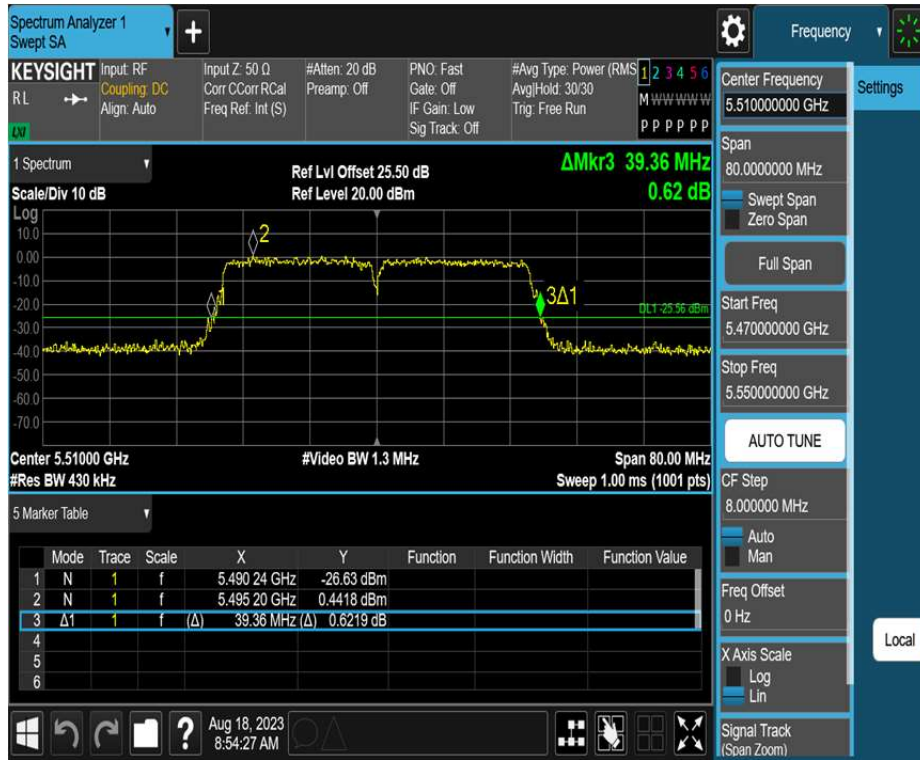 Spectrum Analyzer 1
Swept SA
+
Frequency
KEYSIGHT
RL
LXI
Input: RF
Coupling: DC
Align: Auto
Input Z: 50 Ω
Corr CCorr RCal
Freq Ref: Int (S)
#Atten: 20 dB
Preamp: Off
PNO: Fast
Gate: Off
IF Gain: Low
Sig Track: Off
#Avg Type: Power (RMS
Avg|Hold: 30/30
Trig: Free Run
1 2 3 4 5 6
M W W W W W
P P P P P P
1 Spectrum
Scale/Div 10 dB
Ref Lvl Offset 25.50 dB
Ref Level 20.00 dBm
ΔMkr3 39.36 MHz
0.62 dB
Log
10.0
0.00
-10.0
-20.0
-30.0
-40.0
-50.0
-60.0
-70.0
2
3Δ1
DL1 -25.56 dBm
Center 5.51000 GHz
#Video BW 1.3 MHz
Span 80.00 MHz
#Res BW 430 kHz
Sweep 1.00 ms (1001 pts)
5 Marker Table
Mode Trace Scale X Y Function Function Width Function Value
1 N 1 f 5.490 24 GHz -26.63 dBm
2 N 1 f 5.495 20 GHz 0.4418 dBm
3 Δ1 1 f (Δ) 39.36 MHz (Δ) 0.6219 dB
4
5
6
?
Aug 18, 2023
8:54:27 AM
Center Frequency
5.510000000 GHz
Span
80.0000000 MHz
Swept Span
Zero Span
Full Span
Start Freq
5.470000000 GHz
Stop Freq
5.550000000 GHz
AUTO TUNE
CF Step
8.000000 MHz
Auto
Man
Freq Offset
0 Hz
X Axis Scale
Log
Lin
Signal Track
(Span Zoom)
Settings
Local